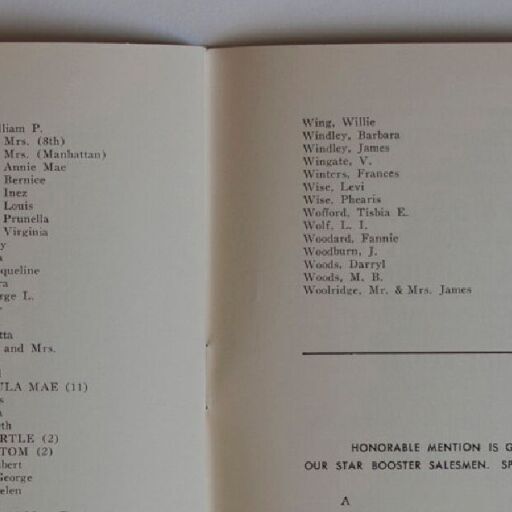 lliam P.
Mrs. (8th)
Mrs. (Manhattan)
Annie Mae
Bernice
Inez
Louis
Prunella
Virginia
y
queline
ra
rge L.
tta
and Mrs.
ULA MAE (11)
s
eth
RTLE (2)
TOM (2)
bert
George
elen
Wing, Willie
Windley, Barbara
Windley, James
Wingate, V.
Winters, Frances
Wise, Levi
Wise, Phearis
Wofford, Tisbia E.
Wolf, L. I.
Woodard, Fannie
Woodburn, J.
Woods, Darryl
Woods, M. B.
Woolridge, Mr. & Mrs. James
HONORABLE MENTION IS G
OUR STAR BOOSTER SALESMEN. SP
A